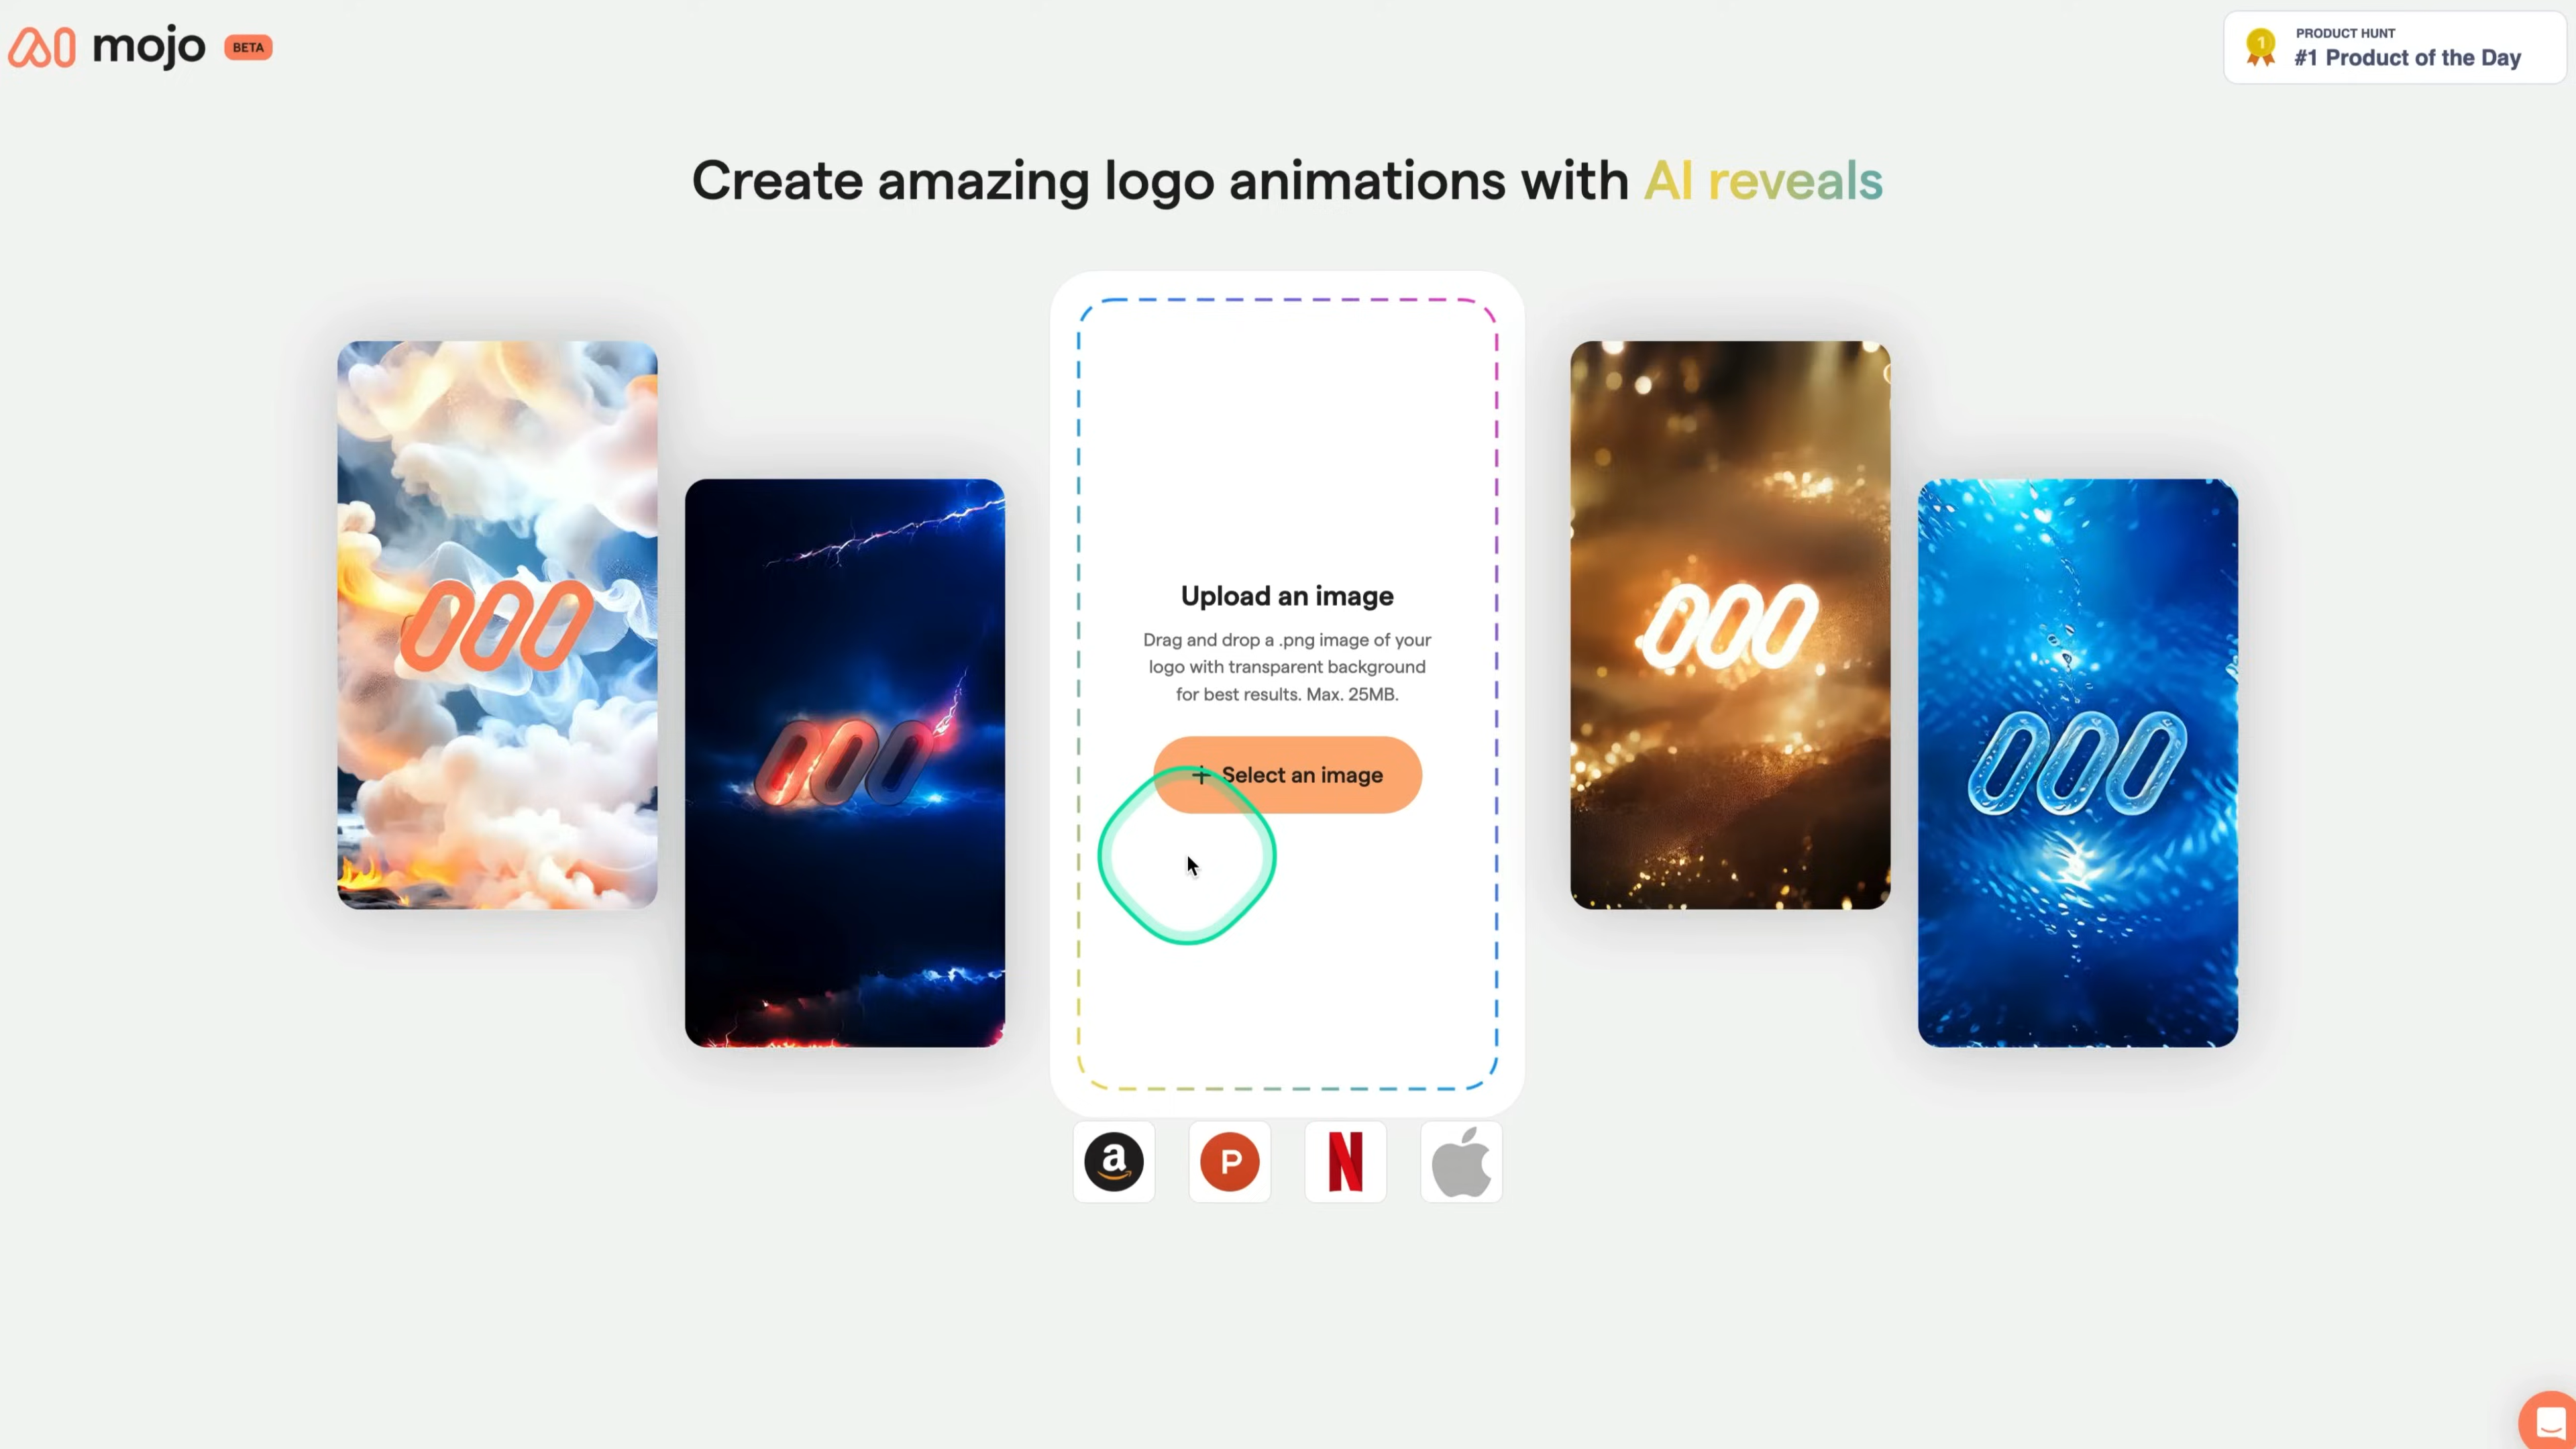 mojo BETA
PRODUCT HUNT
#1 Product of the Day
Create amazing logo animations with AI reveals
Upload an image
Drag and drop a .png image of your
logo with transparent background
for best results. Max. 25MB.
+ Select an image
a
P
N